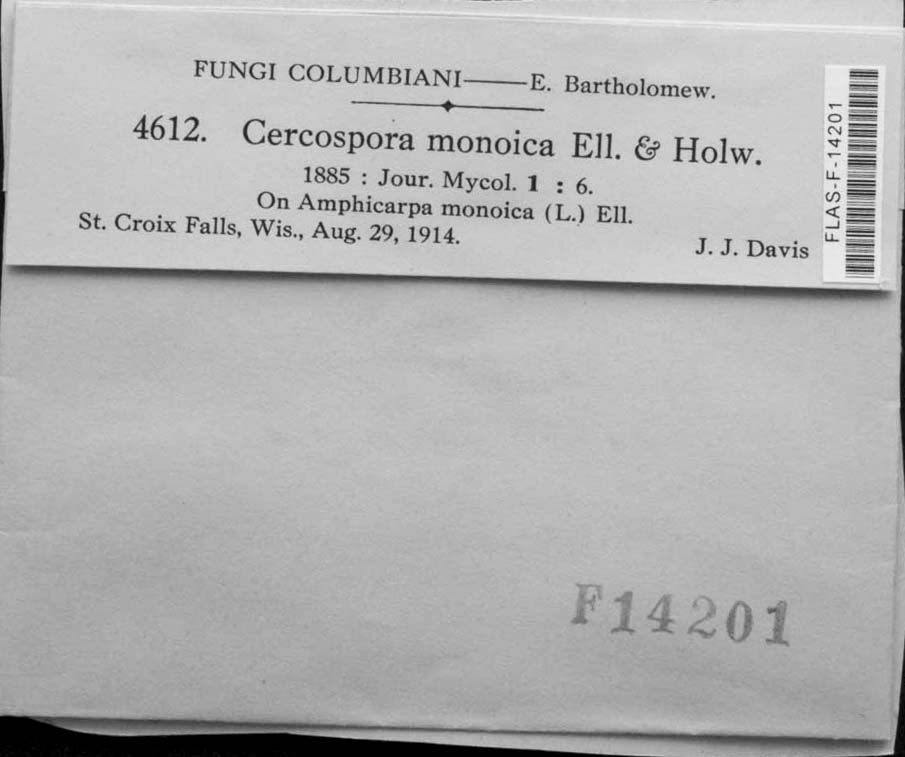 FUNGI COLUMBIANI——E. Bartholomew.
4612. Cercospora monoica Ell. & Holw.
1885 : Jour. Mycol. 1 : 6.
On Amphicarpa monoica (L.) Ell.
St. Croix Falls, Wis., Aug. 29, 1914.
J. J. Davis
FLAS-F-14201
F14201